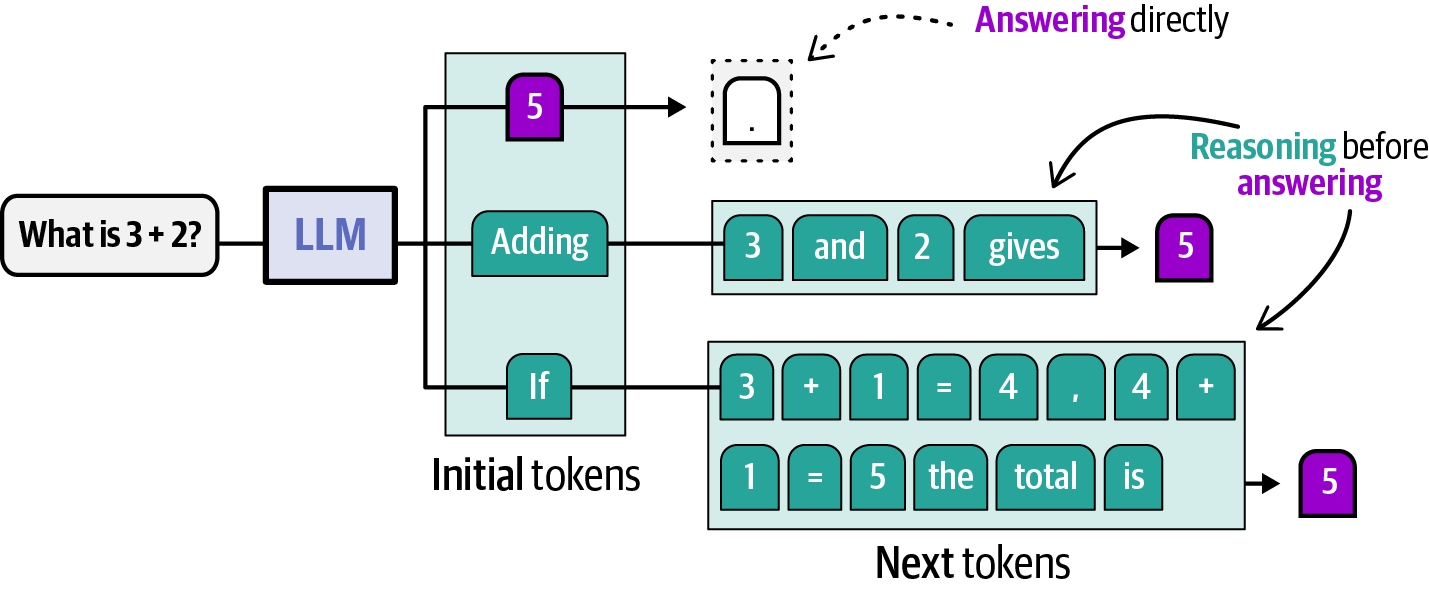 Answering directly
5
.
Reasoning before
answering
What is 3 + 2?
LLM
Adding
3 and 2 gives
5
If
3 + 1 = 4 , 4 +
1 = 5 the total is
5
Initial tokens
Next tokens